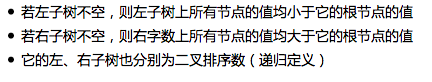 • 若左子树不空，则左子树上所有节点的值均小于它的根节点的值
• 若右子树不空，则右字数上所有节点的值均大于它的根节点的值
• 它的左、右子树也分别为二叉排序数（递归定义）